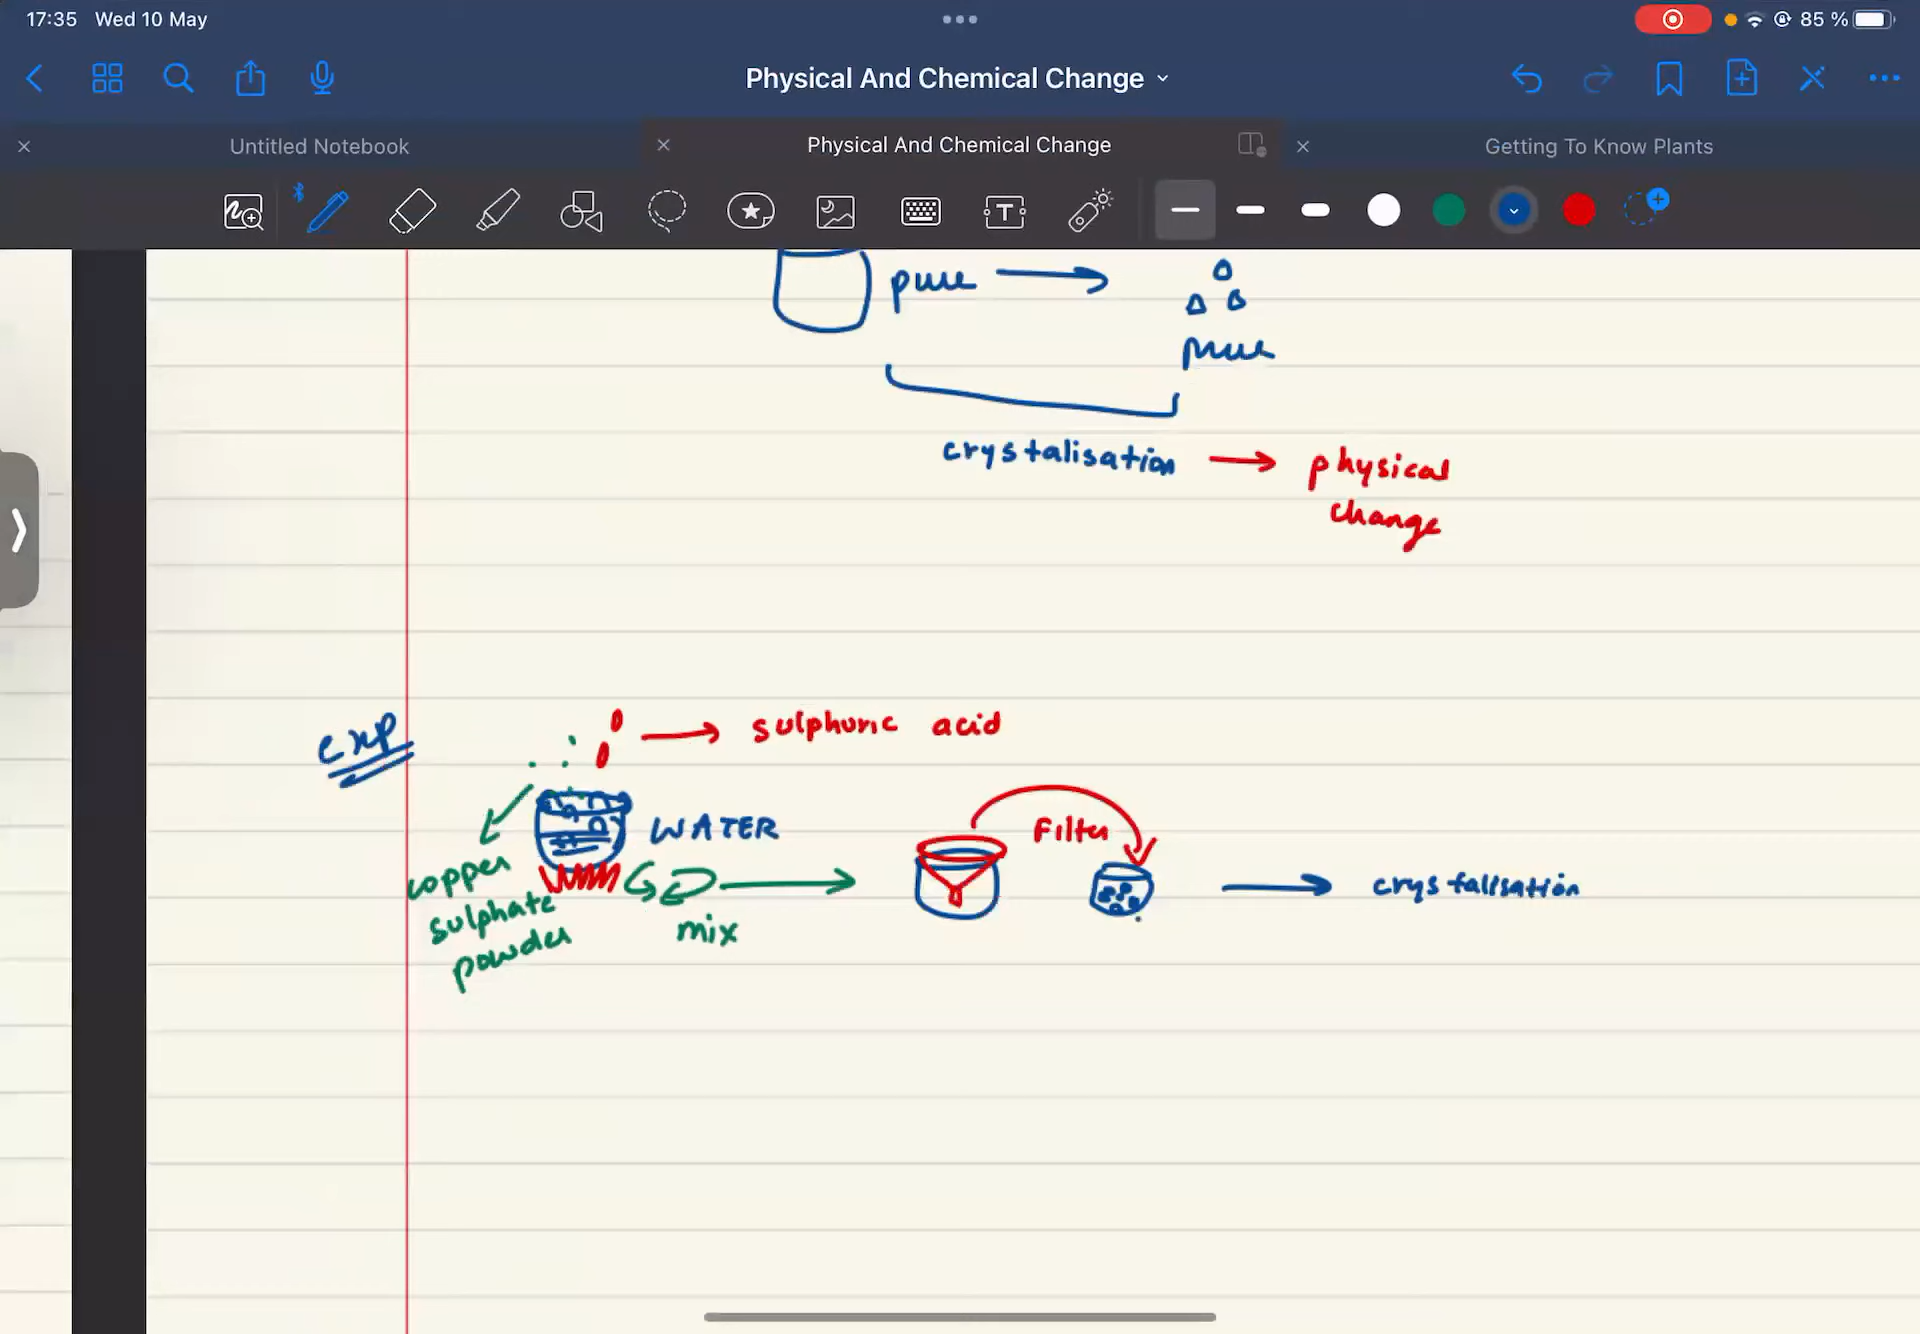 17:35 Wed 10 May
85 %
Physical And Chemical Change
Untitled Notebook
Physical And Chemical Change
Getting To Know Plants
T
pure
pure
crystalisation
physical
change
exp
sulphuric acid
WATER
Filter
copper
sulphate
powder
mix
crystallisation